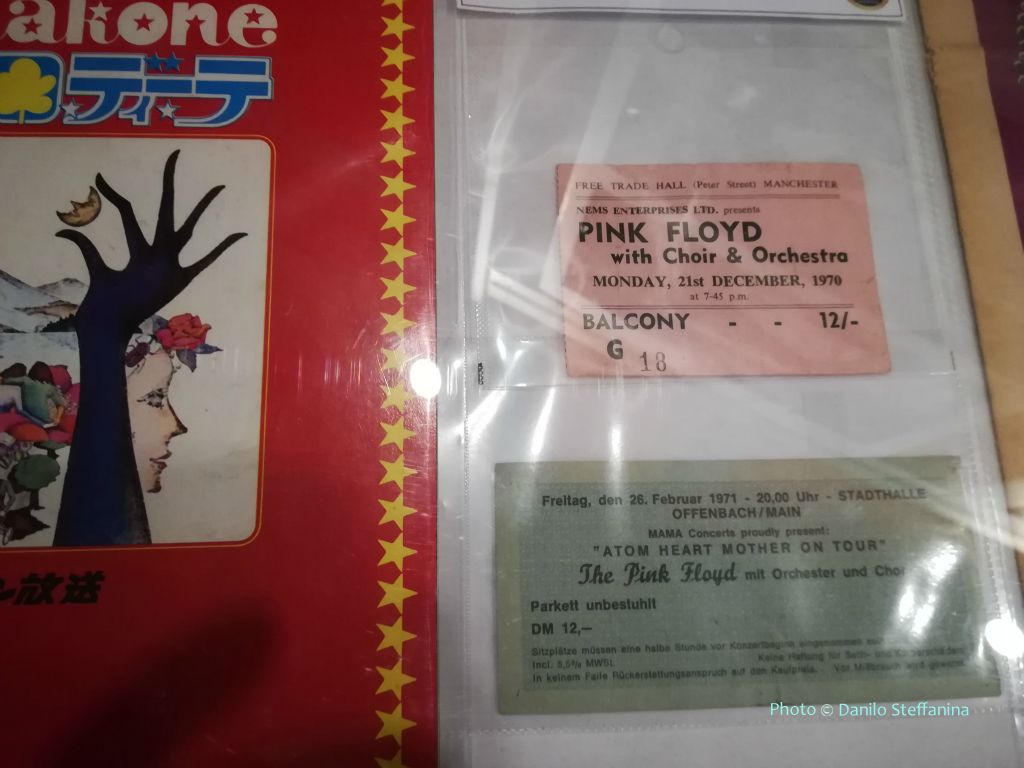 akone
ロディーテ
放送
FREE TRADE HALL (Peter Street) MANCHESTER
NEMS ENTERPRISES LTD. presents
PINK FLOYD
with Choir & Orchestra
MONDAY, 21st DECEMBER, 1970
at 7-45 p.m.
BALCONY - - 12/-
G 18
Freitag, den 26. Februar 1971 - 20,00 Uhr - STADTHALLE
OFFENBACH/MAIN
MAMA Concerts proudly present:
"ATOM HEART MOTHER ON TOUR"
The Pink Floyd mit Orchester und Chor
Parkett unbestuhlt
DM 12,—
Sitzplätze müssen eine halbe Stunde vor Konzertbeginn eingenommen
Keine Haftung für Sach- und Körperschäden
Incl. 5,5% MWSt.
In keinem Falle Rückerstattungsanspruch auf den Kaufpreis. Vor Mißbrauch wird gewarnt
Photo © Danilo Steffanina